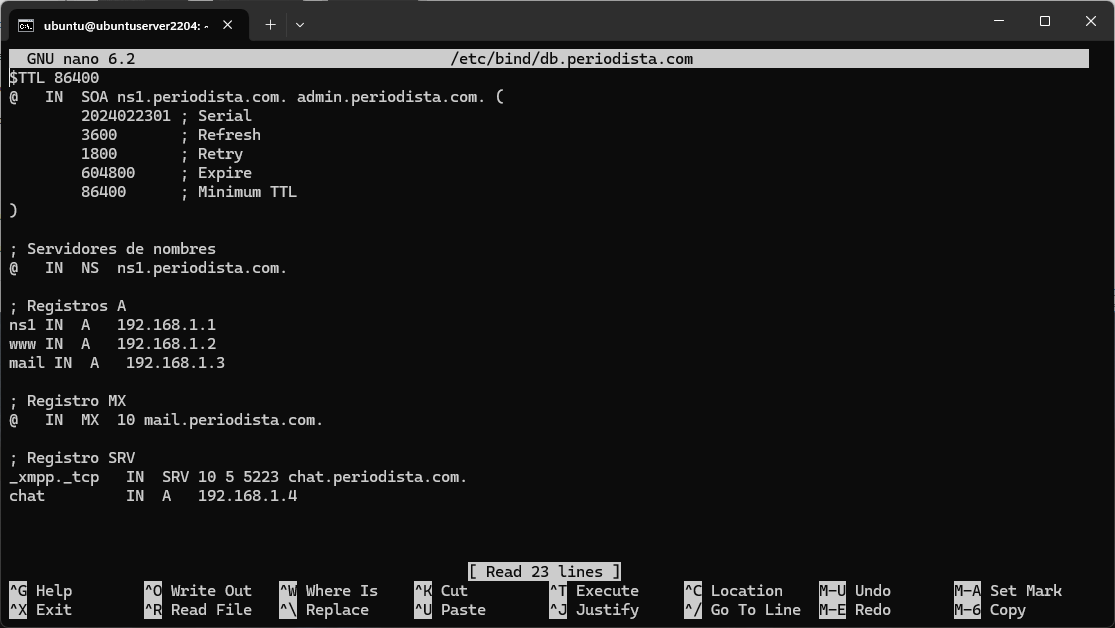 ubuntu@ubuntuserver2204: ~
GNU nano 6.2 /etc/bind/db.periodista.com
$TTL 86400
@   IN  SOA ns1.periodista.com. admin.periodista.com. (
        2024022301 ; Serial
        3600       ; Refresh
        1800       ; Retry
        604800     ; Expire
        86400      ; Minimum TTL
)
; Servidores de nombres
@   IN  NS  ns1.periodista.com.
; Registros A
ns1 IN  A   192.168.1.1
www IN  A   192.168.1.2
mail IN  A   192.168.1.3
; Registro MX
@   IN  MX  10 mail.periodista.com.
; Registro SRV
_xmpp._tcp   IN  SRV 10 5 5223 chat.periodista.com.
chat         IN  A   192.168.1.4
[ Read 23 lines ]
^G Help ^O Write Out ^W Where Is ^K Cut ^T Execute ^C Location M-U Undo M-A Set Mark
^X Exit ^R Read File ^\ Replace ^U Paste ^J Justify ^/ Go To Line M-E Redo M-6 Copy